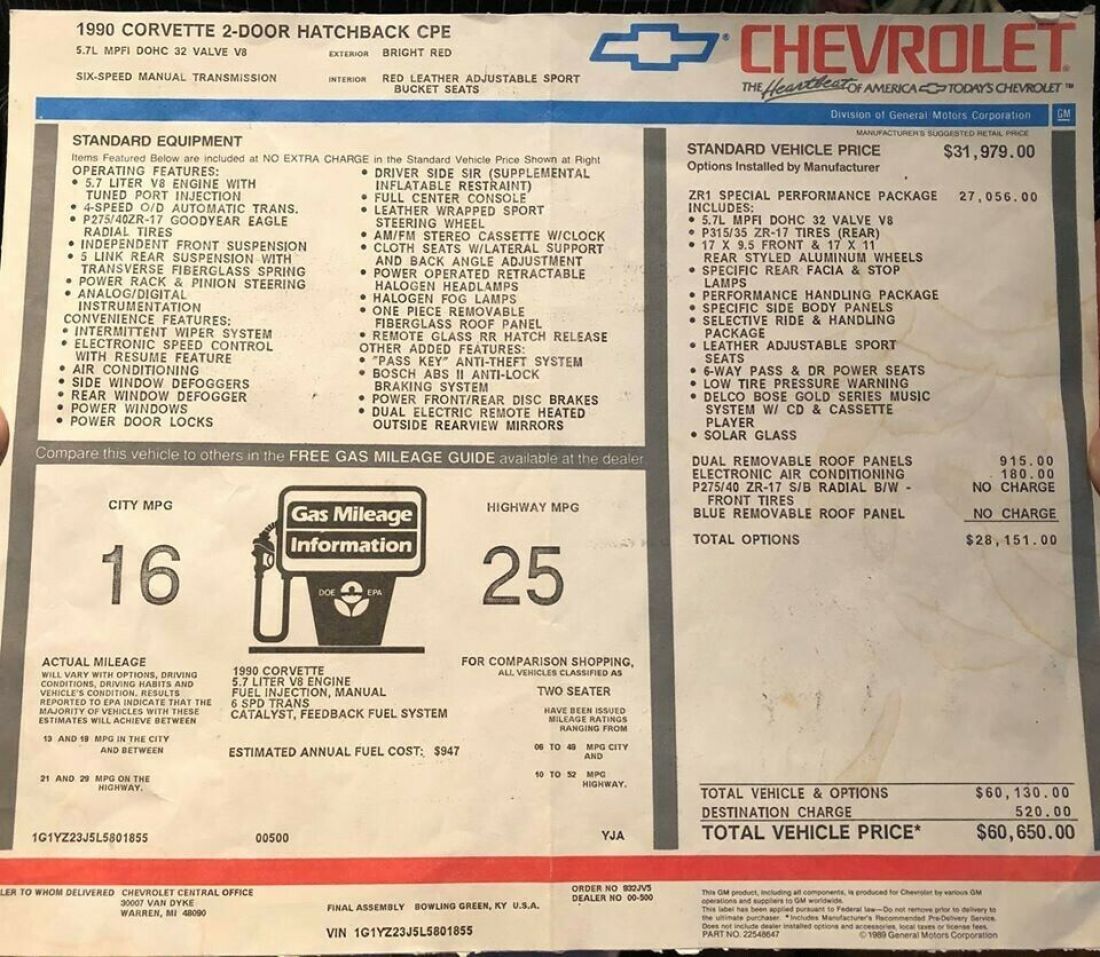 1990 CORVETTE 2-DOOR HATCHBACK CPE
5.7L MPFI DOHC 32 VALVE V8
EXTERIOR BRIGHT RED
SIX-SPEED MANUAL TRANSMISSION
INTERIOR RED LEATHER ADJUSTABLE SPORT
BUCKET SEATS
CHEVROLET
THE Heartbeat OF AMERICA TODAY'S CHEVROLET ™
Division of General Motors Corporation GM
STANDARD EQUIPMENT
Items Featured Below are included at NO EXTRA CHARGE in the Standard Vehicle Price Shown at Right
OPERATING FEATURES:
• 5.7 LITER V8 ENGINE WITH
TUNED PORT INJECTION
• 4-SPEED O/D AUTOMATIC TRANS.
• P275/40ZR-17 GOODYEAR EAGLE
RADIAL TIRES
• INDEPENDENT FRONT SUSPENSION
• 5 LINK REAR SUSPENSION WITH
TRANSVERSE FIBERGLASS SPRING
• POWER RACK & PINION STEERING
• ANALOG/DIGITAL
INSTRUMENTATION
CONVENIENCE FEATURES:
• INTERMITTENT WIPER SYSTEM
• ELECTRONIC SPEED CONTROL
WITH RESUME FEATURE
• AIR CONDITIONING
• SIDE WINDOW DEFOGGERS
• REAR WINDOW DEFOGGER
• POWER WINDOWS
• POWER DOOR LOCKS
• DRIVER SIDE SIR (SUPPLEMENTAL
INFLATABLE RESTRAINT)
• FULL CENTER CONSOLE
• LEATHER WRAPPED SPORT
STEERING WHEEL
• AM/FM STEREO CASSETTE W/CLOCK
• CLOTH SEATS W/LATERAL SUPPORT
AND BACK ANGLE ADJUSTMENT
• POWER OPERATED RETRACTABLE
HALOGEN HEADLAMPS
• HALOGEN FOG LAMPS
• ONE PIECE REMOVABLE
FIBERGLASS ROOF PANEL
• REMOTE GLASS RR HATCH RELEASE
OTHER ADDED FEATURES:
• "PASS KEY" ANTI-THEFT SYSTEM
• BOSCH ABS II ANTI-LOCK
BRAKING SYSTEM
• POWER FRONT/REAR DISC BRAKES
• DUAL ELECTRIC REMOTE HEATED
OUTSIDE REARVIEW MIRRORS
MANUFACTURER'S SUGGESTED RETAIL PRICE
STANDARD VEHICLE PRICE $31,979.00
Options Installed by Manufacturer
ZR1 SPECIAL PERFORMANCE PACKAGE 27,056.00
INCLUDES:
• 5.7L MPFI DOHC 32 VALVE V8
• P315/35 ZR-17 TIRES (REAR)
• 17 X 9.5 FRONT & 17 X 11
REAR STYLED ALUMINUM WHEELS
• SPECIFIC REAR FACIA & STOP
LAMPS
• PERFORMANCE HANDLING PACKAGE
• SPECIFIC SIDE BODY PANELS
• SELECTIVE RIDE & HANDLING
PACKAGE
• LEATHER ADJUSTABLE SPORT
SEATS
• 6-WAY PASS & DR POWER SEATS
• LOW TIRE PRESSURE WARNING
• DELCO BOSE GOLD SERIES MUSIC
SYSTEM W/ CD & CASSETTE
PLAYER
• SOLAR GLASS
DUAL REMOVABLE ROOF PANELS 915.00
ELECTRONIC AIR CONDITIONING 180.00
P275/40 ZR-17 S/B RADIAL B/W - NO CHARGE
FRONT TIRES
BLUE REMOVABLE ROOF PANEL NO CHARGE
TOTAL OPTIONS $28,151.00
Compare this vehicle to others in the FREE GAS MILEAGE GUIDE available at the dealer
CITY MPG
16
Gas Mileage
Information
DOE EPA
HIGHWAY MPG
25
ACTUAL MILEAGE
WILL VARY WITH OPTIONS, DRIVING
CONDITIONS, DRIVING HABITS AND
VEHICLE'S CONDITION. RESULTS
REPORTED TO EPA INDICATE THAT THE
MAJORITY OF VEHICLES WITH THESE
ESTIMATES WILL ACHIEVE BETWEEN
13 AND 19 MPG IN THE CITY
AND BETWEEN
21 AND 29 MPG ON THE
HIGHWAY.
1990 CORVETTE
5.7 LITER V8 ENGINE
FUEL INJECTION, MANUAL
6 SPD TRANS
CATALYST, FEEDBACK FUEL SYSTEM
ESTIMATED ANNUAL FUEL COST: $947
FOR COMPARISON SHOPPING,
ALL VEHICLES CLASSIFIED AS
TWO SEATER
HAVE BEEN ISSUED
MILEAGE RATINGS
RANGING FROM
06 TO 49 MPG CITY
AND
10 TO 52 MPG
HIGHWAY.
TOTAL VEHICLE & OPTIONS $60,130.00
DESTINATION CHARGE 520.00
TOTAL VEHICLE PRICE* $60,650.00
1G1YZ23J5L5801855 00500 YJA
LER TO WHOM DELIVERED CHEVROLET CENTRAL OFFICE
30007 VAN DYKE
WARREN, MI 48090
FINAL ASSEMBLY BOWLING GREEN, KY U.S.A.
VIN 1G1YZ23J5L5801855
ORDER NO 932JV5
DEALER NO 00-500
This GM product, including all components, is produced for Chevrolet by various GM
operations and suppliers to GM worldwide.
This label has been applied pursuant to Federal law—Do not remove prior to delivery to
the ultimate purchaser. *Includes Manufacturer's Recommended Pre-Delivery Service.
Does not include dealer installed options and accessories, local taxes or license fees.
PART NO. 22548647 © 1989 General Motors Corporation